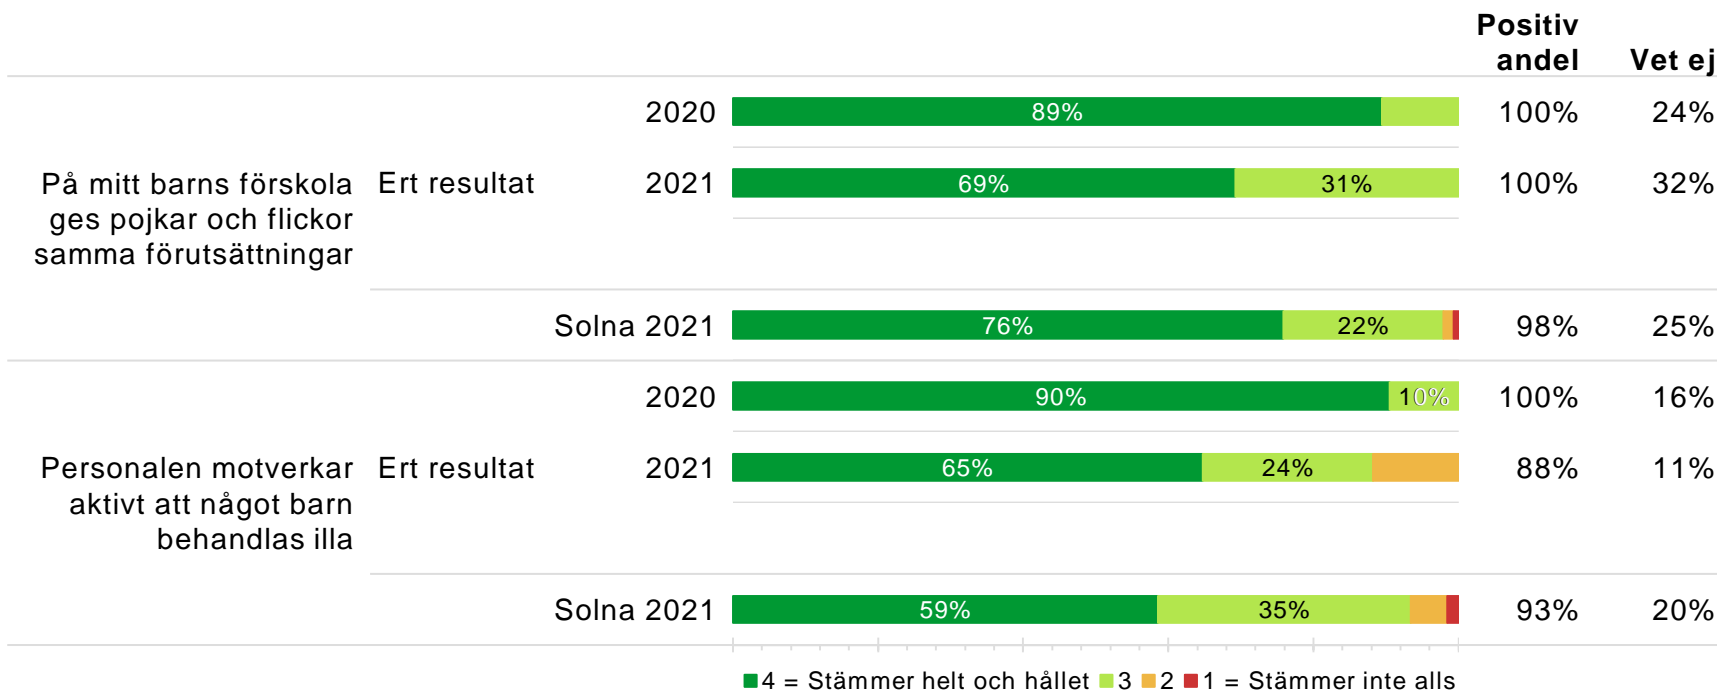 Positiv
andel Vet ej
2020 89% 100% 24%
På mitt barns förskola
ges pojkar och flickor
samma förutsättningar
Ert resultat 2021 69% 31% 100% 32%
Solna 2021 76% 22% 98% 25%
2020 90% 10% 100% 16%
Personalen motverkar
aktivt att något barn
behandlas illa
Ert resultat 2021 65% 24% 88% 11%
Solna 2021 59% 35% 93% 20%
4 = Stämmer helt och hållet 3 2 1 = Stämmer inte alls